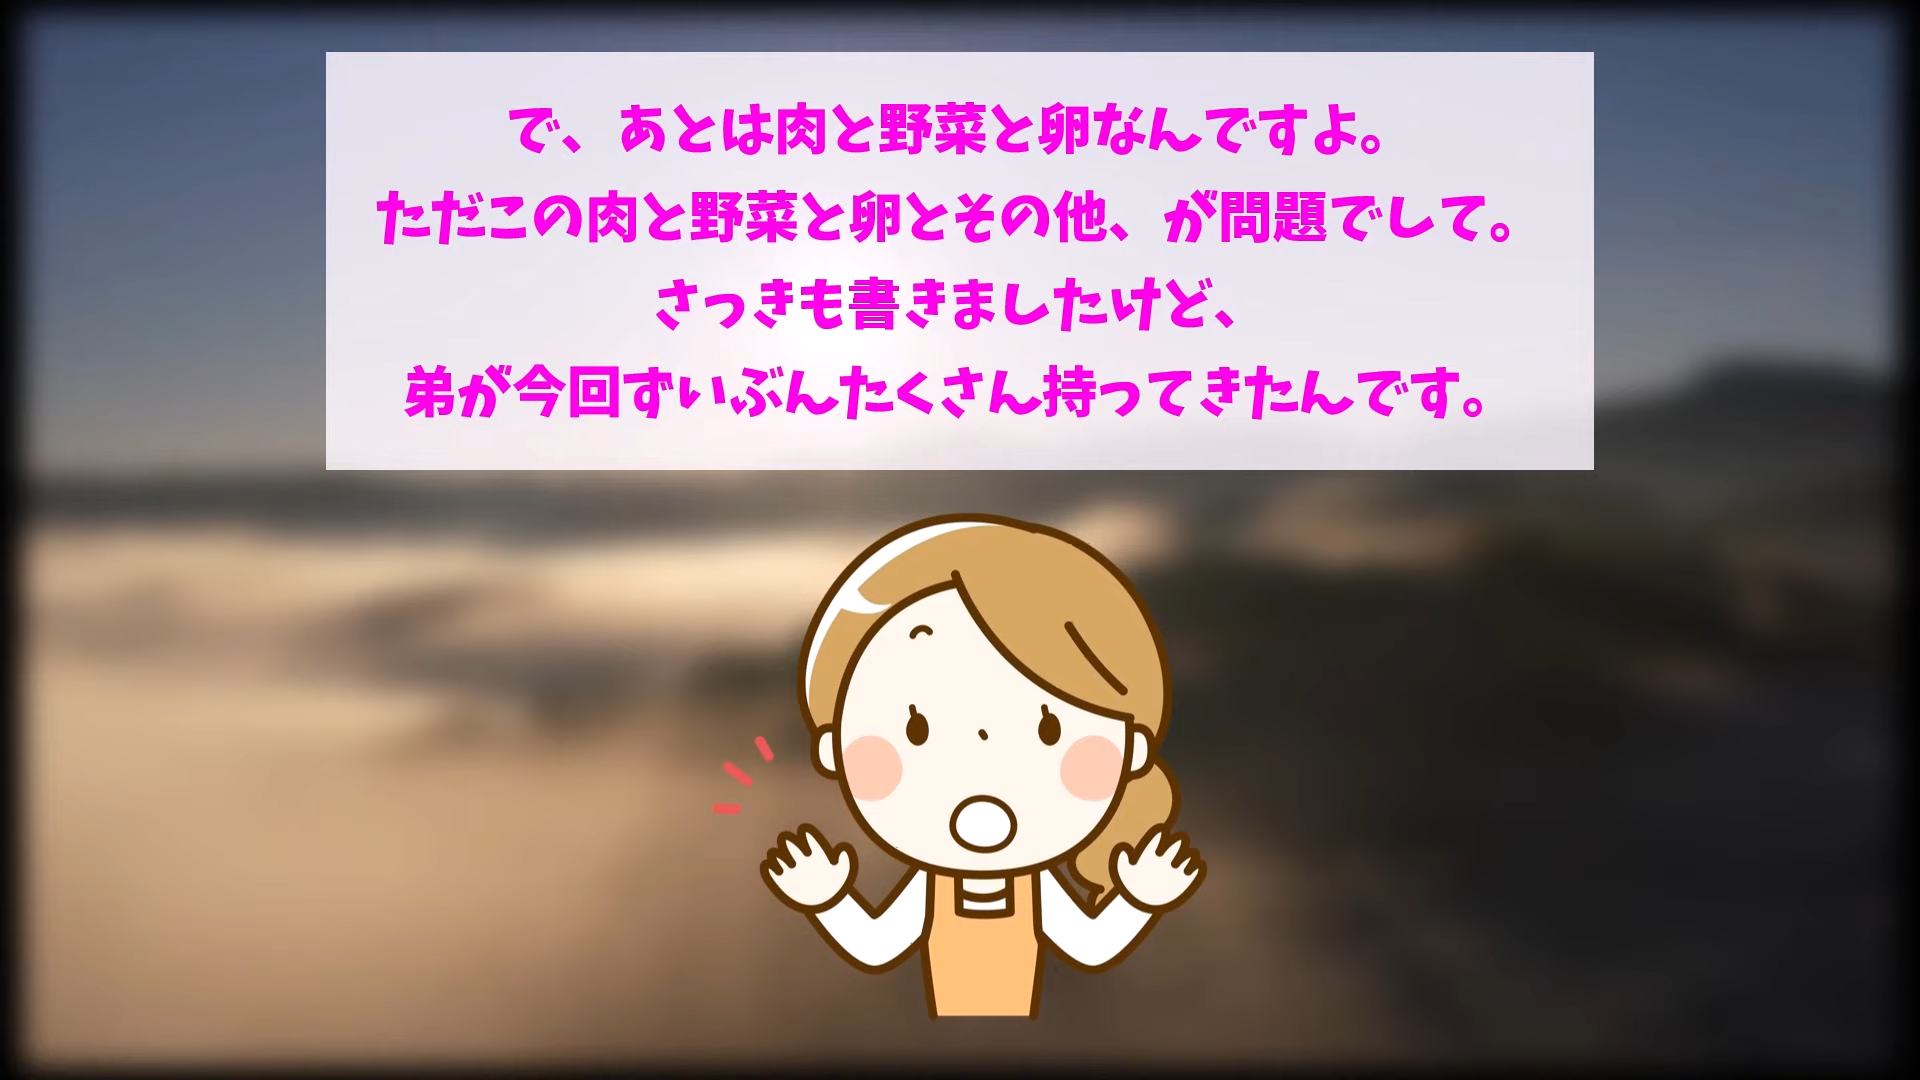 で、あとは肉と野菜と卵なんですよ。
ただこの肉と野菜と卵とその他、が問題でして。
さっきも書きましたけど、
弟が今回ずいぶんたくさん持ってきたんです。